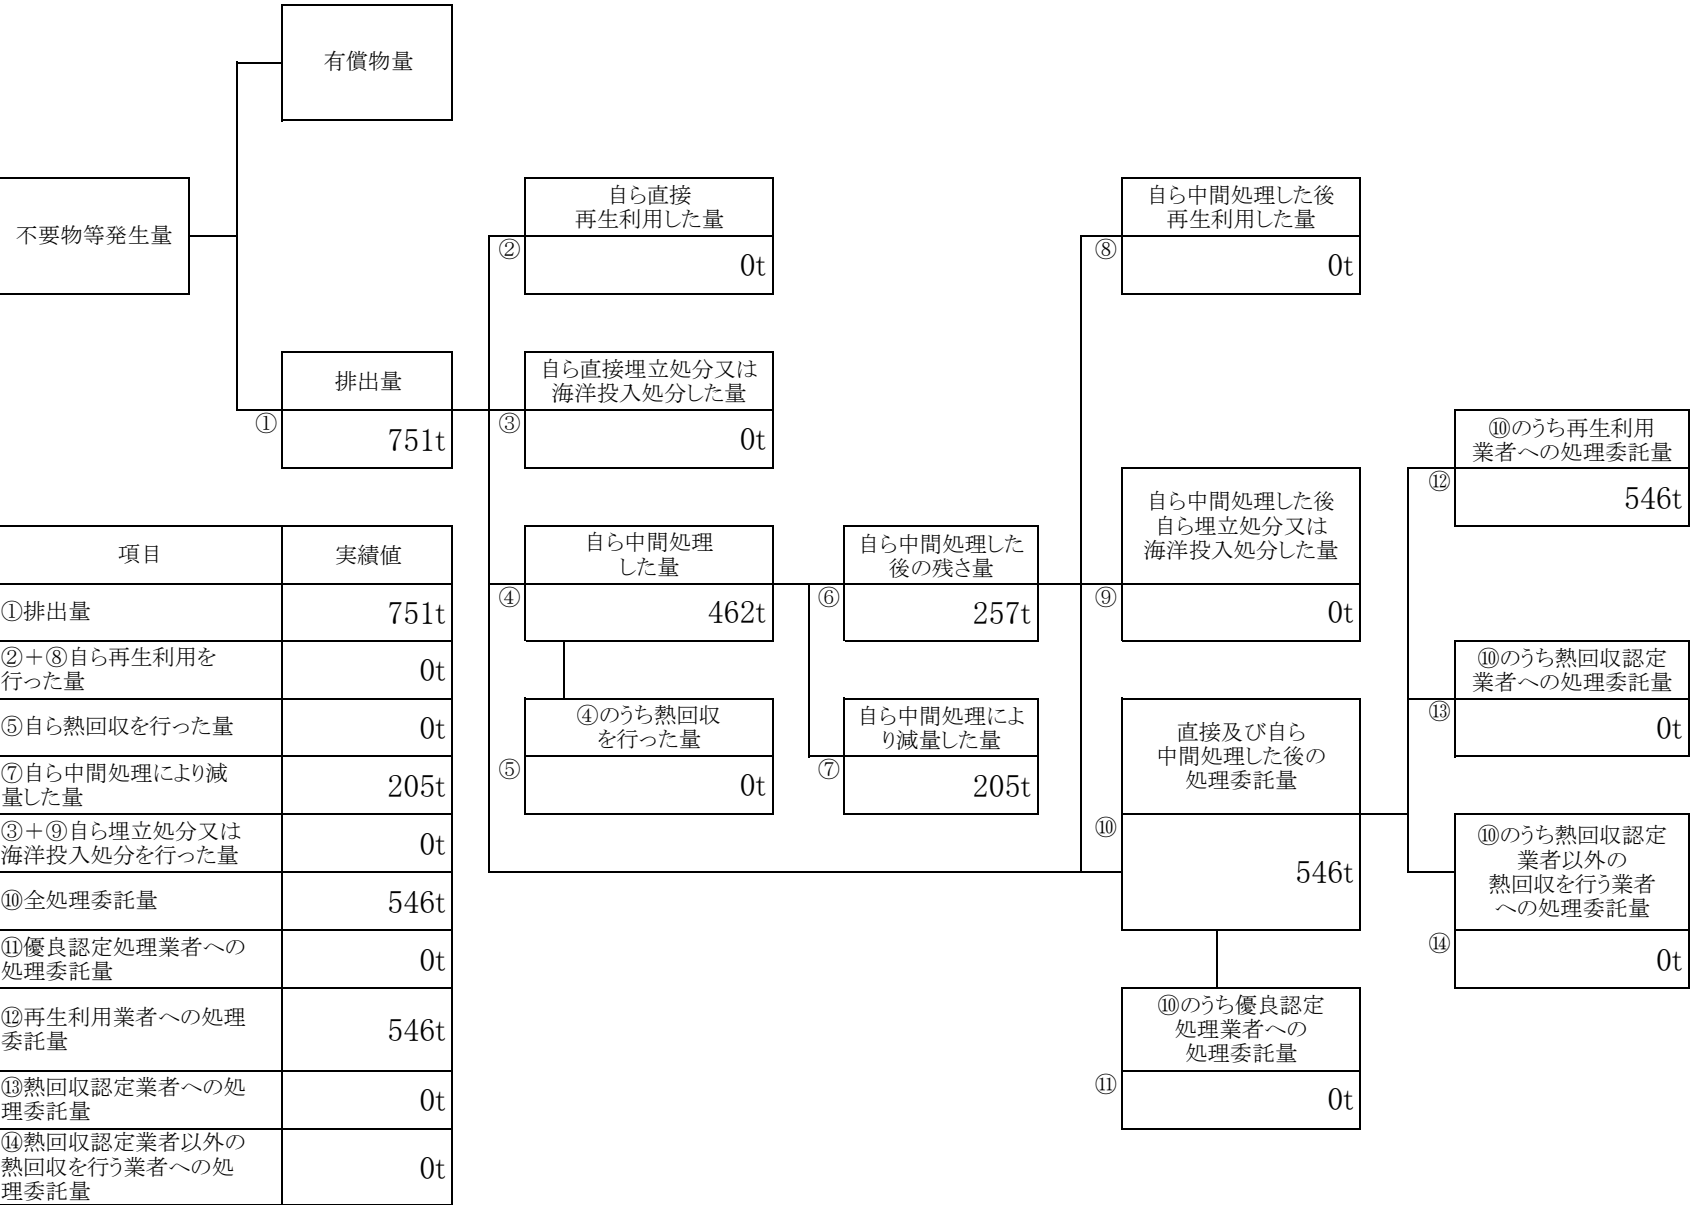 有償物量
不要物等発生量
自ら直接
再生利用した量
②
0t
自ら中間処理した後
再生利用した量
⑧
0t
排出量
①
751t
自ら直接埋立処分又は
海洋投入処分した量
③
0t
⑩のうち再生利用
業者への処理委託量
⑫
546t
自ら中間処理
した量
④
462t
自ら中間処理した
後の残さ量
⑥
257t
自ら中間処理した後
自ら埋立処分又は
海洋投入処分した量
⑨
0t
⑩のうち熱回収認定
業者への処理委託量
⑬
0t
④のうち熱回収
を行った量
⑤
0t
自ら中間処理によ
り減量した量
⑦
205t
直接及び自ら
中間処理した後の
処理委託量
⑩
546t
⑩のうち熱回収認定
業者以外の
熱回収を行う業者
への処理委託量
⑭
0t
⑩のうち優良認定
処理業者への
処理委託量
⑪
0t
項目
実績値
①排出量
751t
②+⑧自ら再生利用を
行った量
0t
⑤自ら熱回収を行った量
0t
⑦自ら中間処理により減
量した量
205t
③+⑨自ら埋立処分又は
海洋投入処分を行った量
0t
⑩全処理委託量
546t
⑪優良認定処理業者への
処理委託量
0t
⑫再生利用業者への処理
委託量
546t
⑬熱回収認定業者への処
理委託量
0t
⑭熱回収認定業者以外の
熱回収を行う業者への処
理委託量
0t